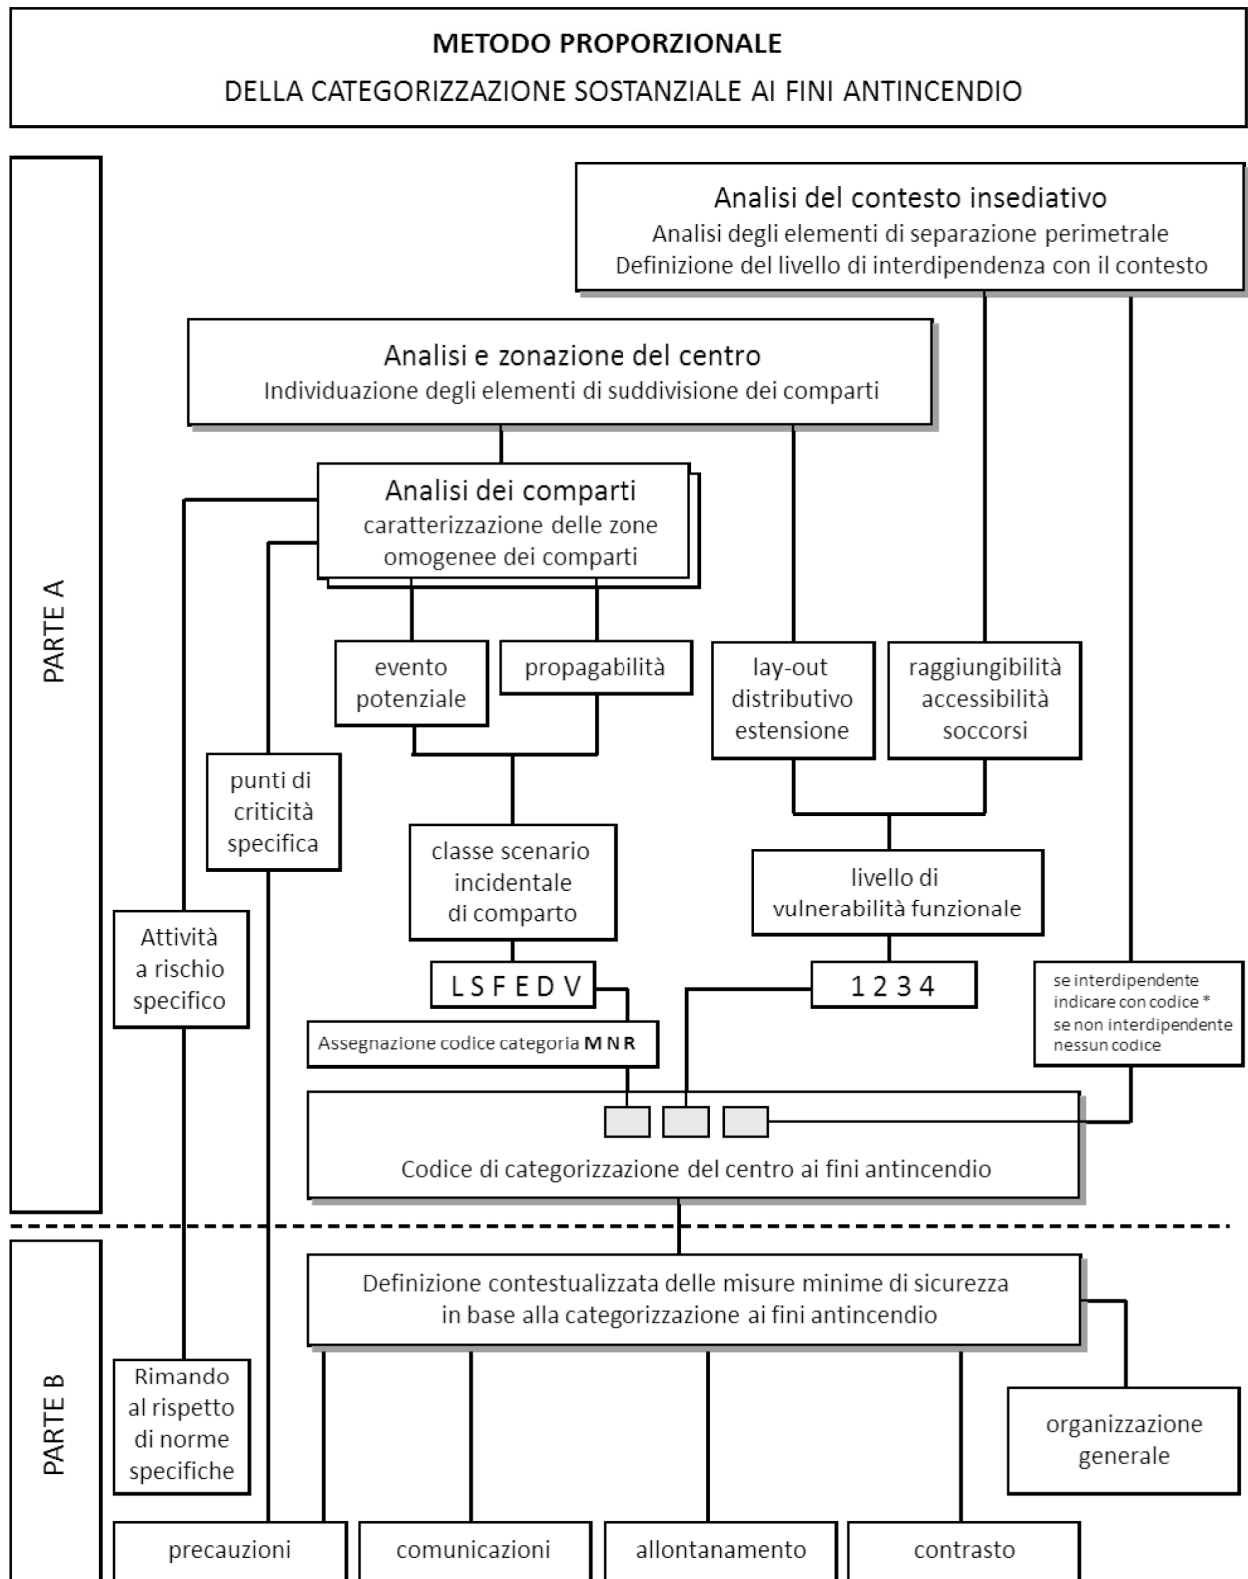 METODO PROPORZIONALE
DELLA CATEGORIZZAZIONE SOSTANZIALE AI FINI ANTINCENDIO
PARTE A
Analisi del contesto insediativo
Analisi degli elementi di separazione perimetrale
Definizione del livello di interdipendenza con il contesto
Analisi e zonazione del centro
Individuazione degli elementi di suddivisione dei comparti
Analisi dei comparti
caratterizzazione delle zone
omogenee dei comparti
evento
potenziale
propagabilità
lay-out
distributivo
estensione
raggiungibilità
accessibilità
soccorsi
punti di
criticità
specifica
classe scenario
incidentale
di comparto
livello di
vulnerabilità funzionale
Attività
a rischio
specifico
L S F E D V
1 2 3 4
se interdipendente
indicare con codice *
se non interdipendente
nessun codice
Assegnazione codice categoria M N R
Codice di categorizzazione del centro ai fini antincendio
PARTE B
Definizione contestualizzata delle misure minime di sicurezza
in base alla categorizzazione ai fini antincendio
Rimando
al rispetto
di norme
specifiche
organizzazione
generale
precauzioni
comunicazioni
allontanamento
contrasto